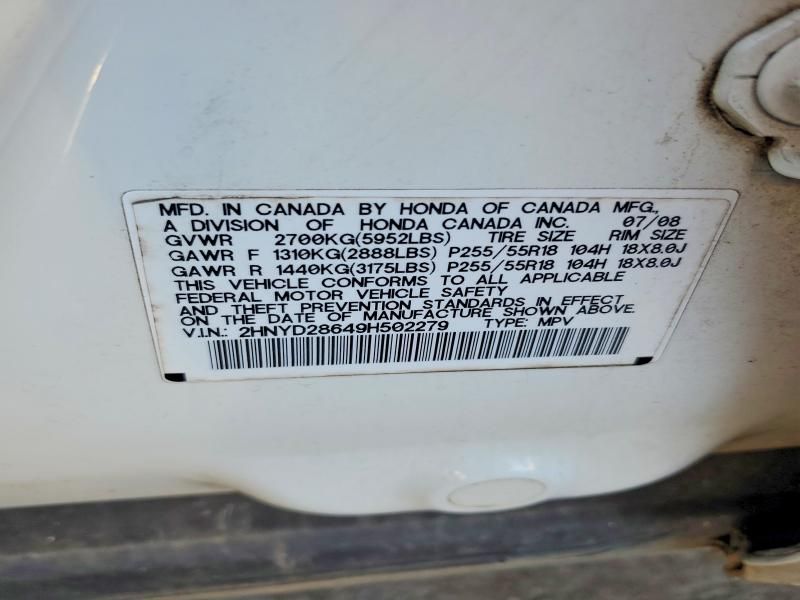 MFD. IN CANADA BY HONDA OF CANADA MFG.,
A DIVISION OF HONDA CANADA INC. 07/08
GVWR 2700KG(5952LBS) TIRE SIZE RIM SIZE
GAWR F 1310KG(2888LBS) P255/55R18 104H 18X8.0J
GAWR R 1440KG(3175LBS) P255/55R18 104H 18X8.0J
THIS VEHICLE CONFORMS TO ALL APPLICABLE
FEDERAL MOTOR VEHICLE SAFETY
AND THEFT PREVENTION STANDARDS IN EFFECT
ON THE DATE OF MANUFACTURE SHOWN ABOVE.
V.I.N.: 2HNYD28649H502279 TYPE: MPV